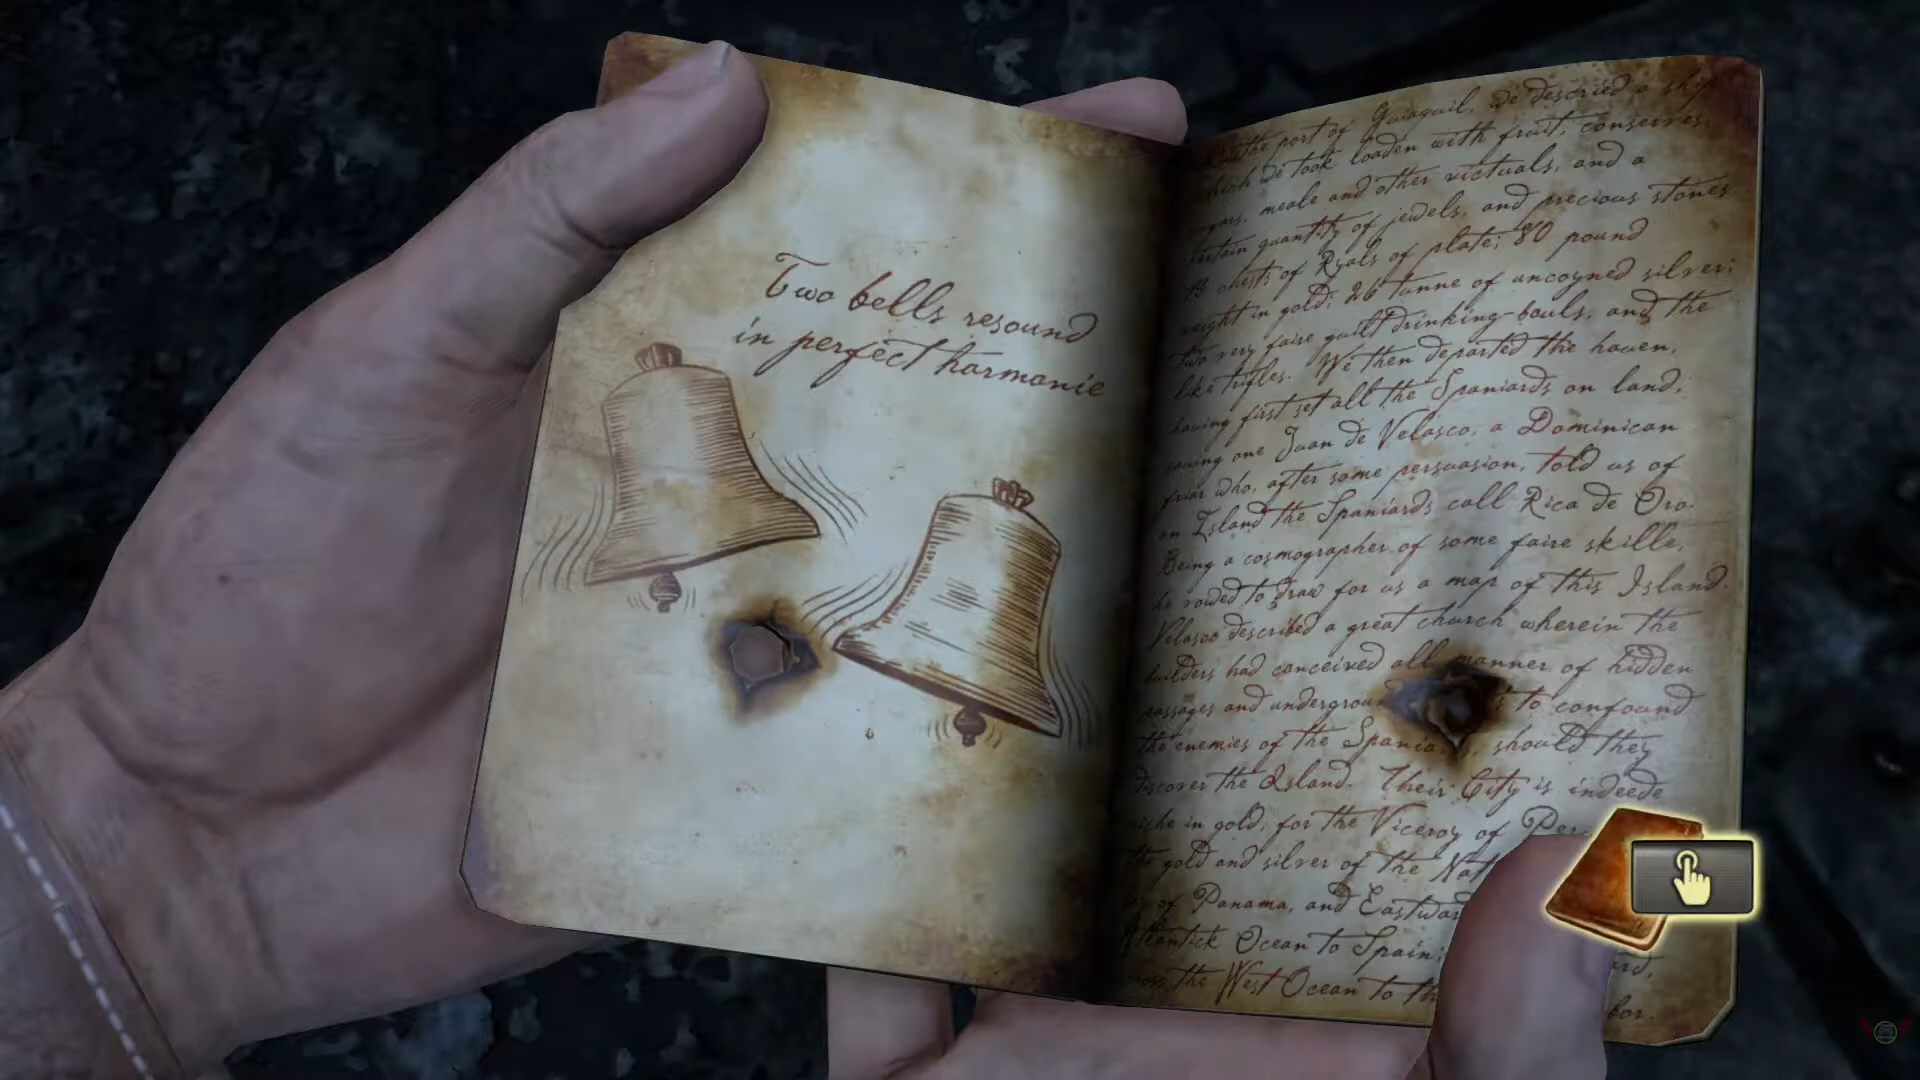 Two bells resound
in perfect harmonie
the port of Guiaquil, we descried a ship
which we took loaden with fruit, conserves,
sugars, meale and other victuals, and a
certain quantity of jewels, and precious stones
13 chests of Ryals of plate; 80 pound
weight in gold; 26 tunne of uncoyned silver;
two very faire guilt drinking-bouls, and the
like trifles. We then departed the haven,
having first set all the Spaniards on land;
saving one Juan de Velasco, a Dominican
friar who, after some persuasion, told us of
an Island the Spaniards call Rica de Oro.
Being a cosmographer of some faire skille,
he vowed to draw for us a map of this Island.
Velasco described a great church wherein the
builders had conceived all manner of hidden
passages and undergroun to confound
the enemies of the Spania, should they
discover the Island. Their City is indeede
riche in gold, for the Viceroy of Peru
the gold and silver of the Nat
of Panama, and Eastwar
Atlantick Ocean to Spain;
cross the West Ocean to th